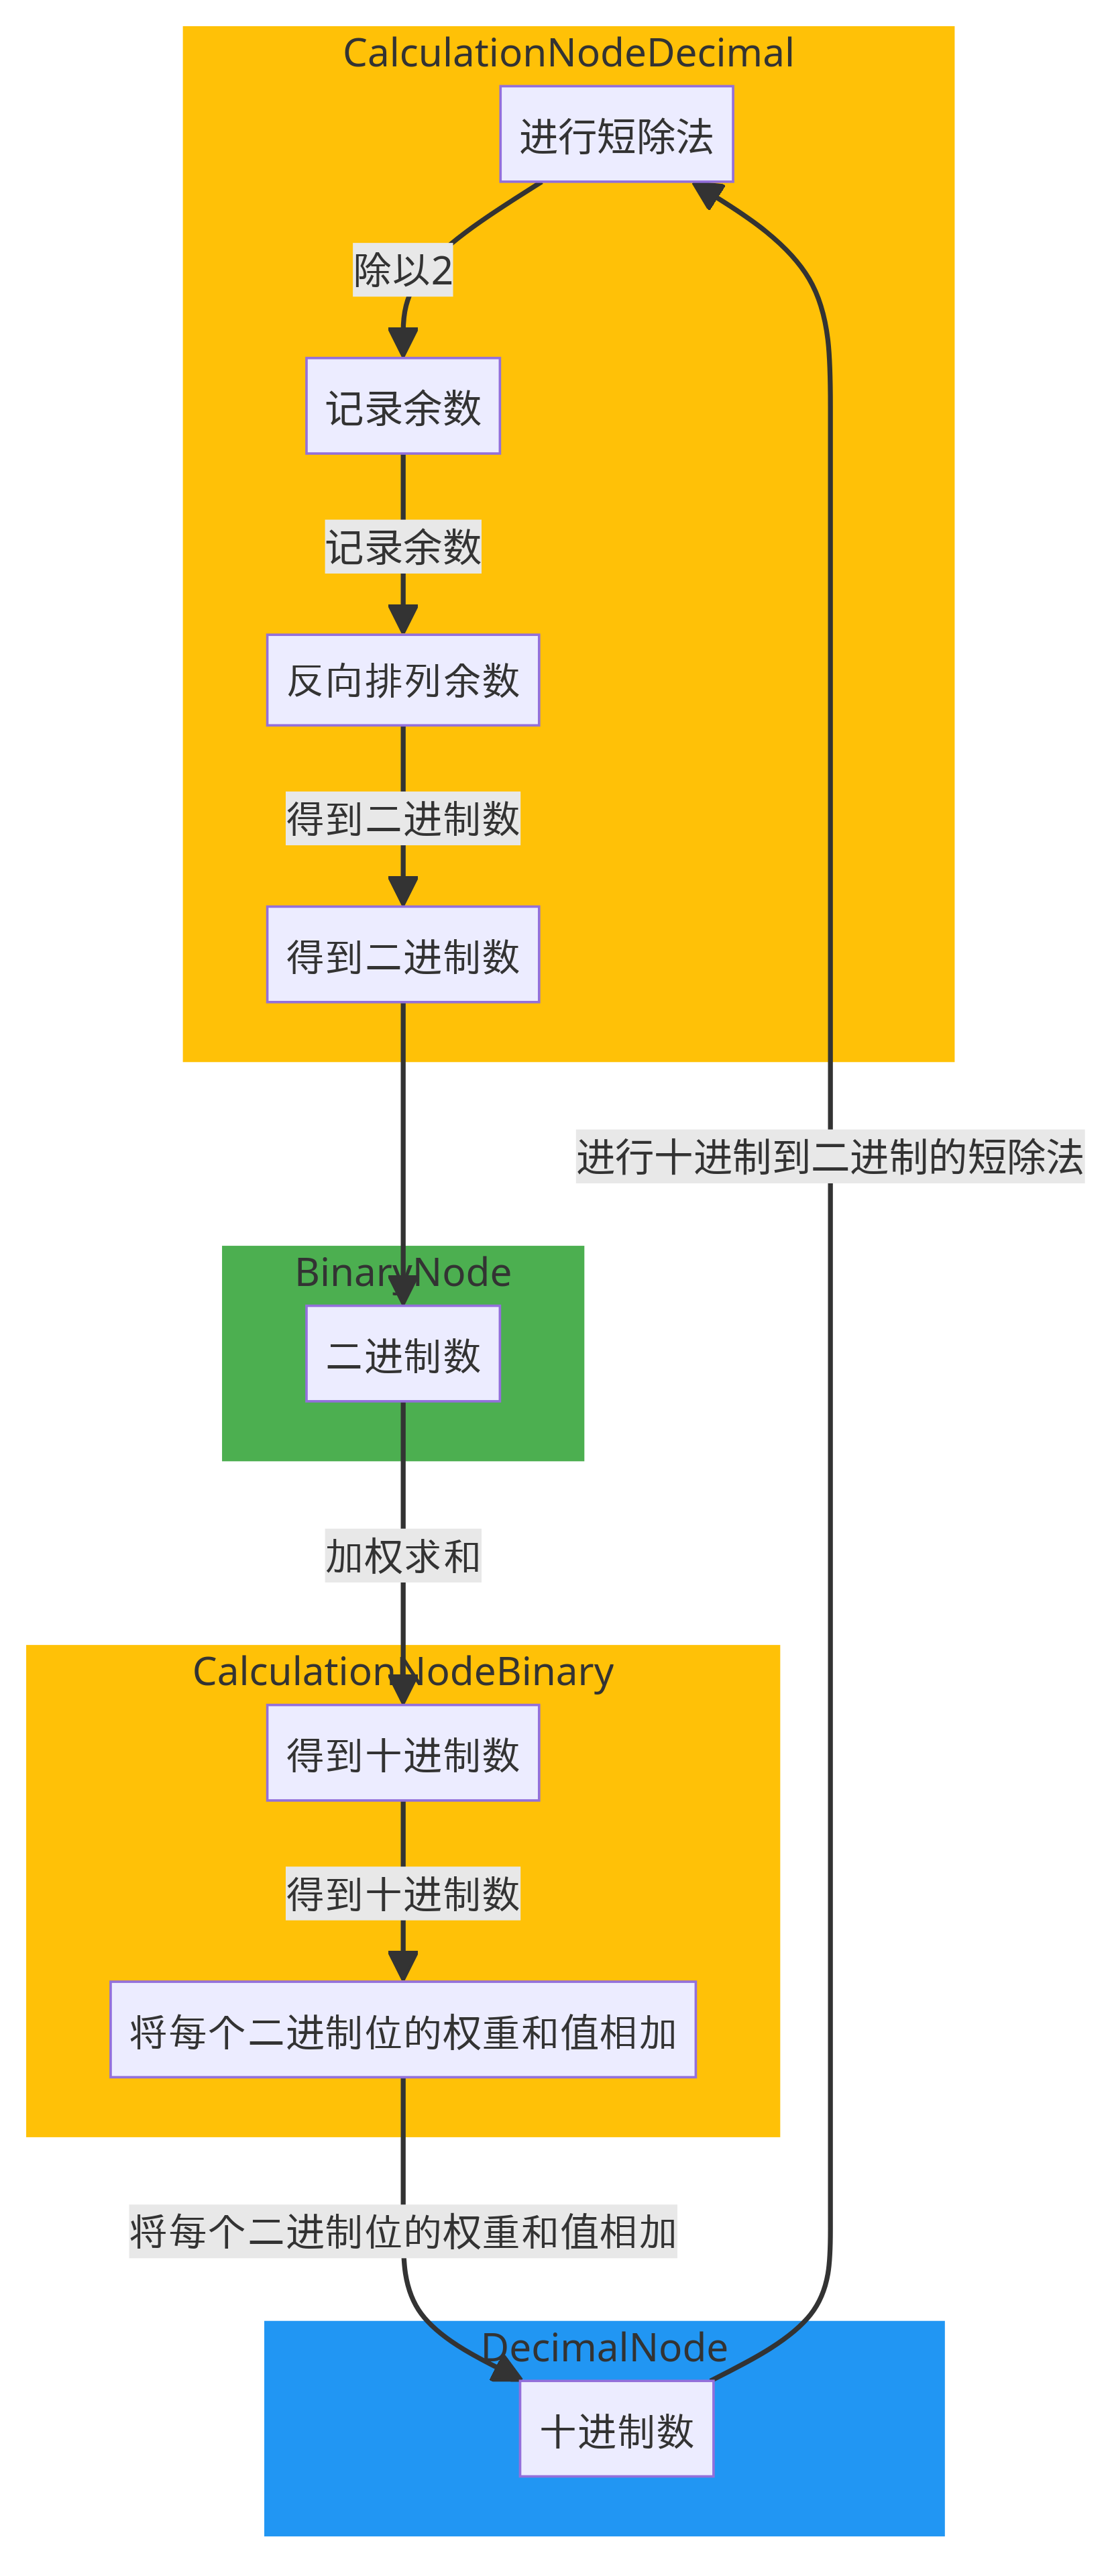 CalculationNodeDecimal
进行短除法
除以2
记录余数
记录余数
反向排列余数
得到二进制数
得到二进制数
进行十进制到二进制的短除法
BinaryNode
二进制数
加权求和
CalculationNodeBinary
得到十进制数
得到十进制数
将每个二进制位的权重和值相加
将每个二进制位的权重和值相加
DecimalNode
十进制数